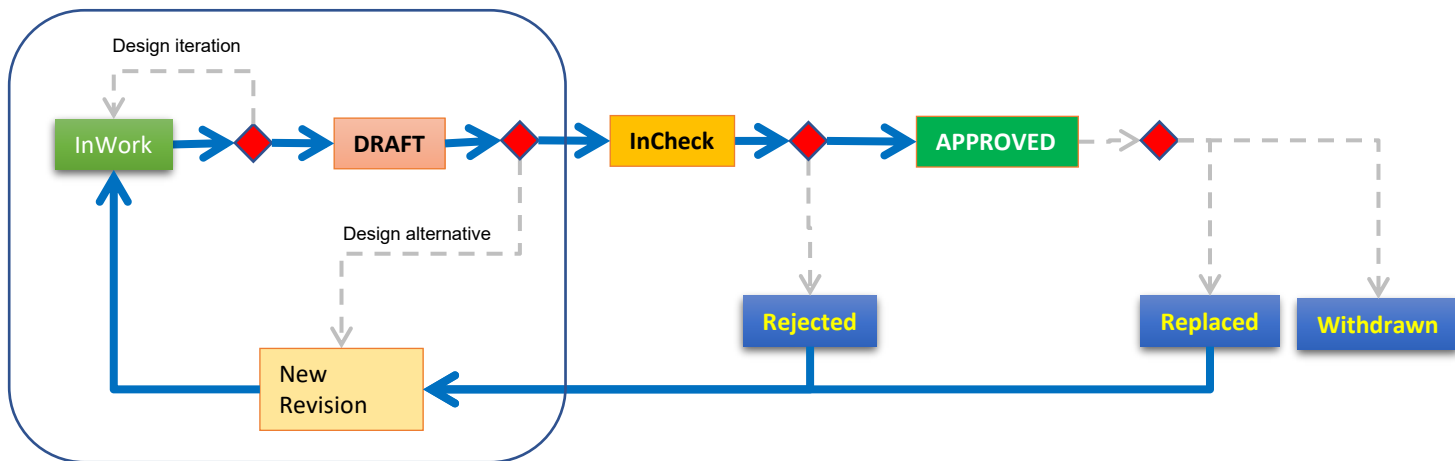 Design iteration
InWork
DRAFT
InCheck
APPROVED
Design alternative
Rejected
Replaced
Withdrawn
New
Revision